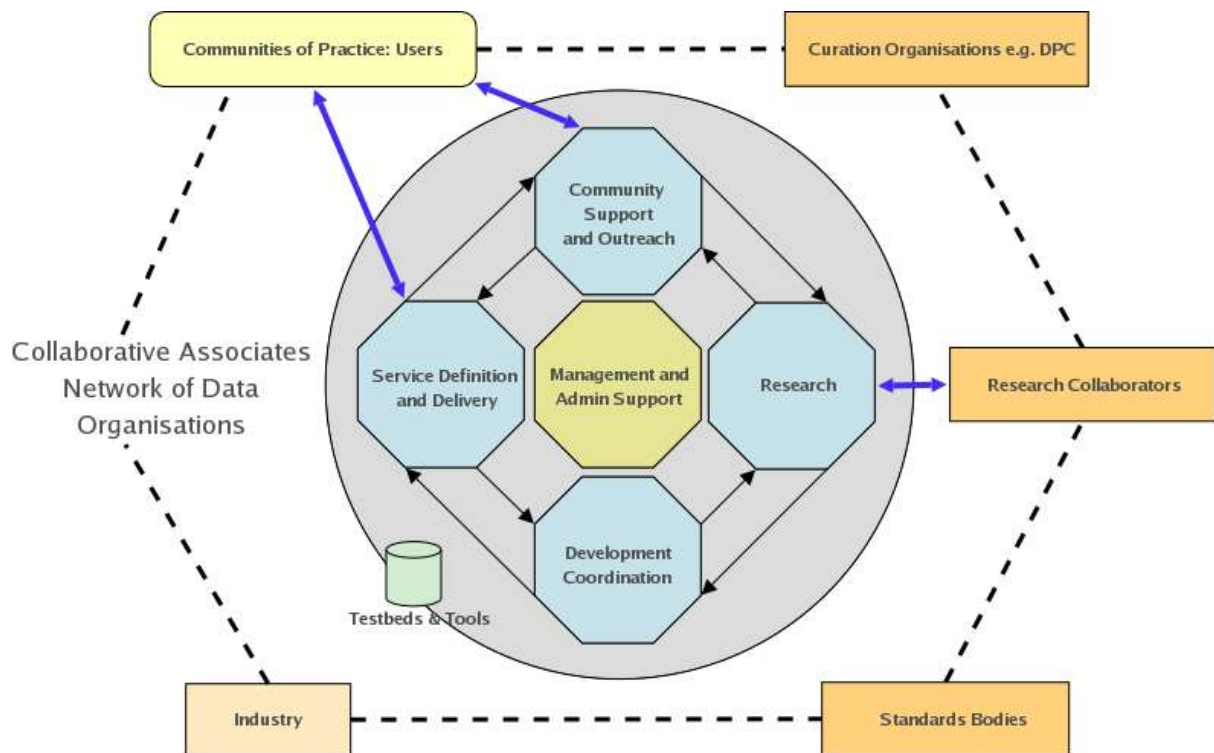 Communities of Practice: Users
Curation Organisations e.g. DPC
Community
Support
and Outreach
Collaborative Associates
Network of Data
Organisations
Service Definition
and Delivery
Management and
Admin Support
Research
Research Collaborators
Development
Coordination
Testbeds & Tools
Industry
Standards Bodies